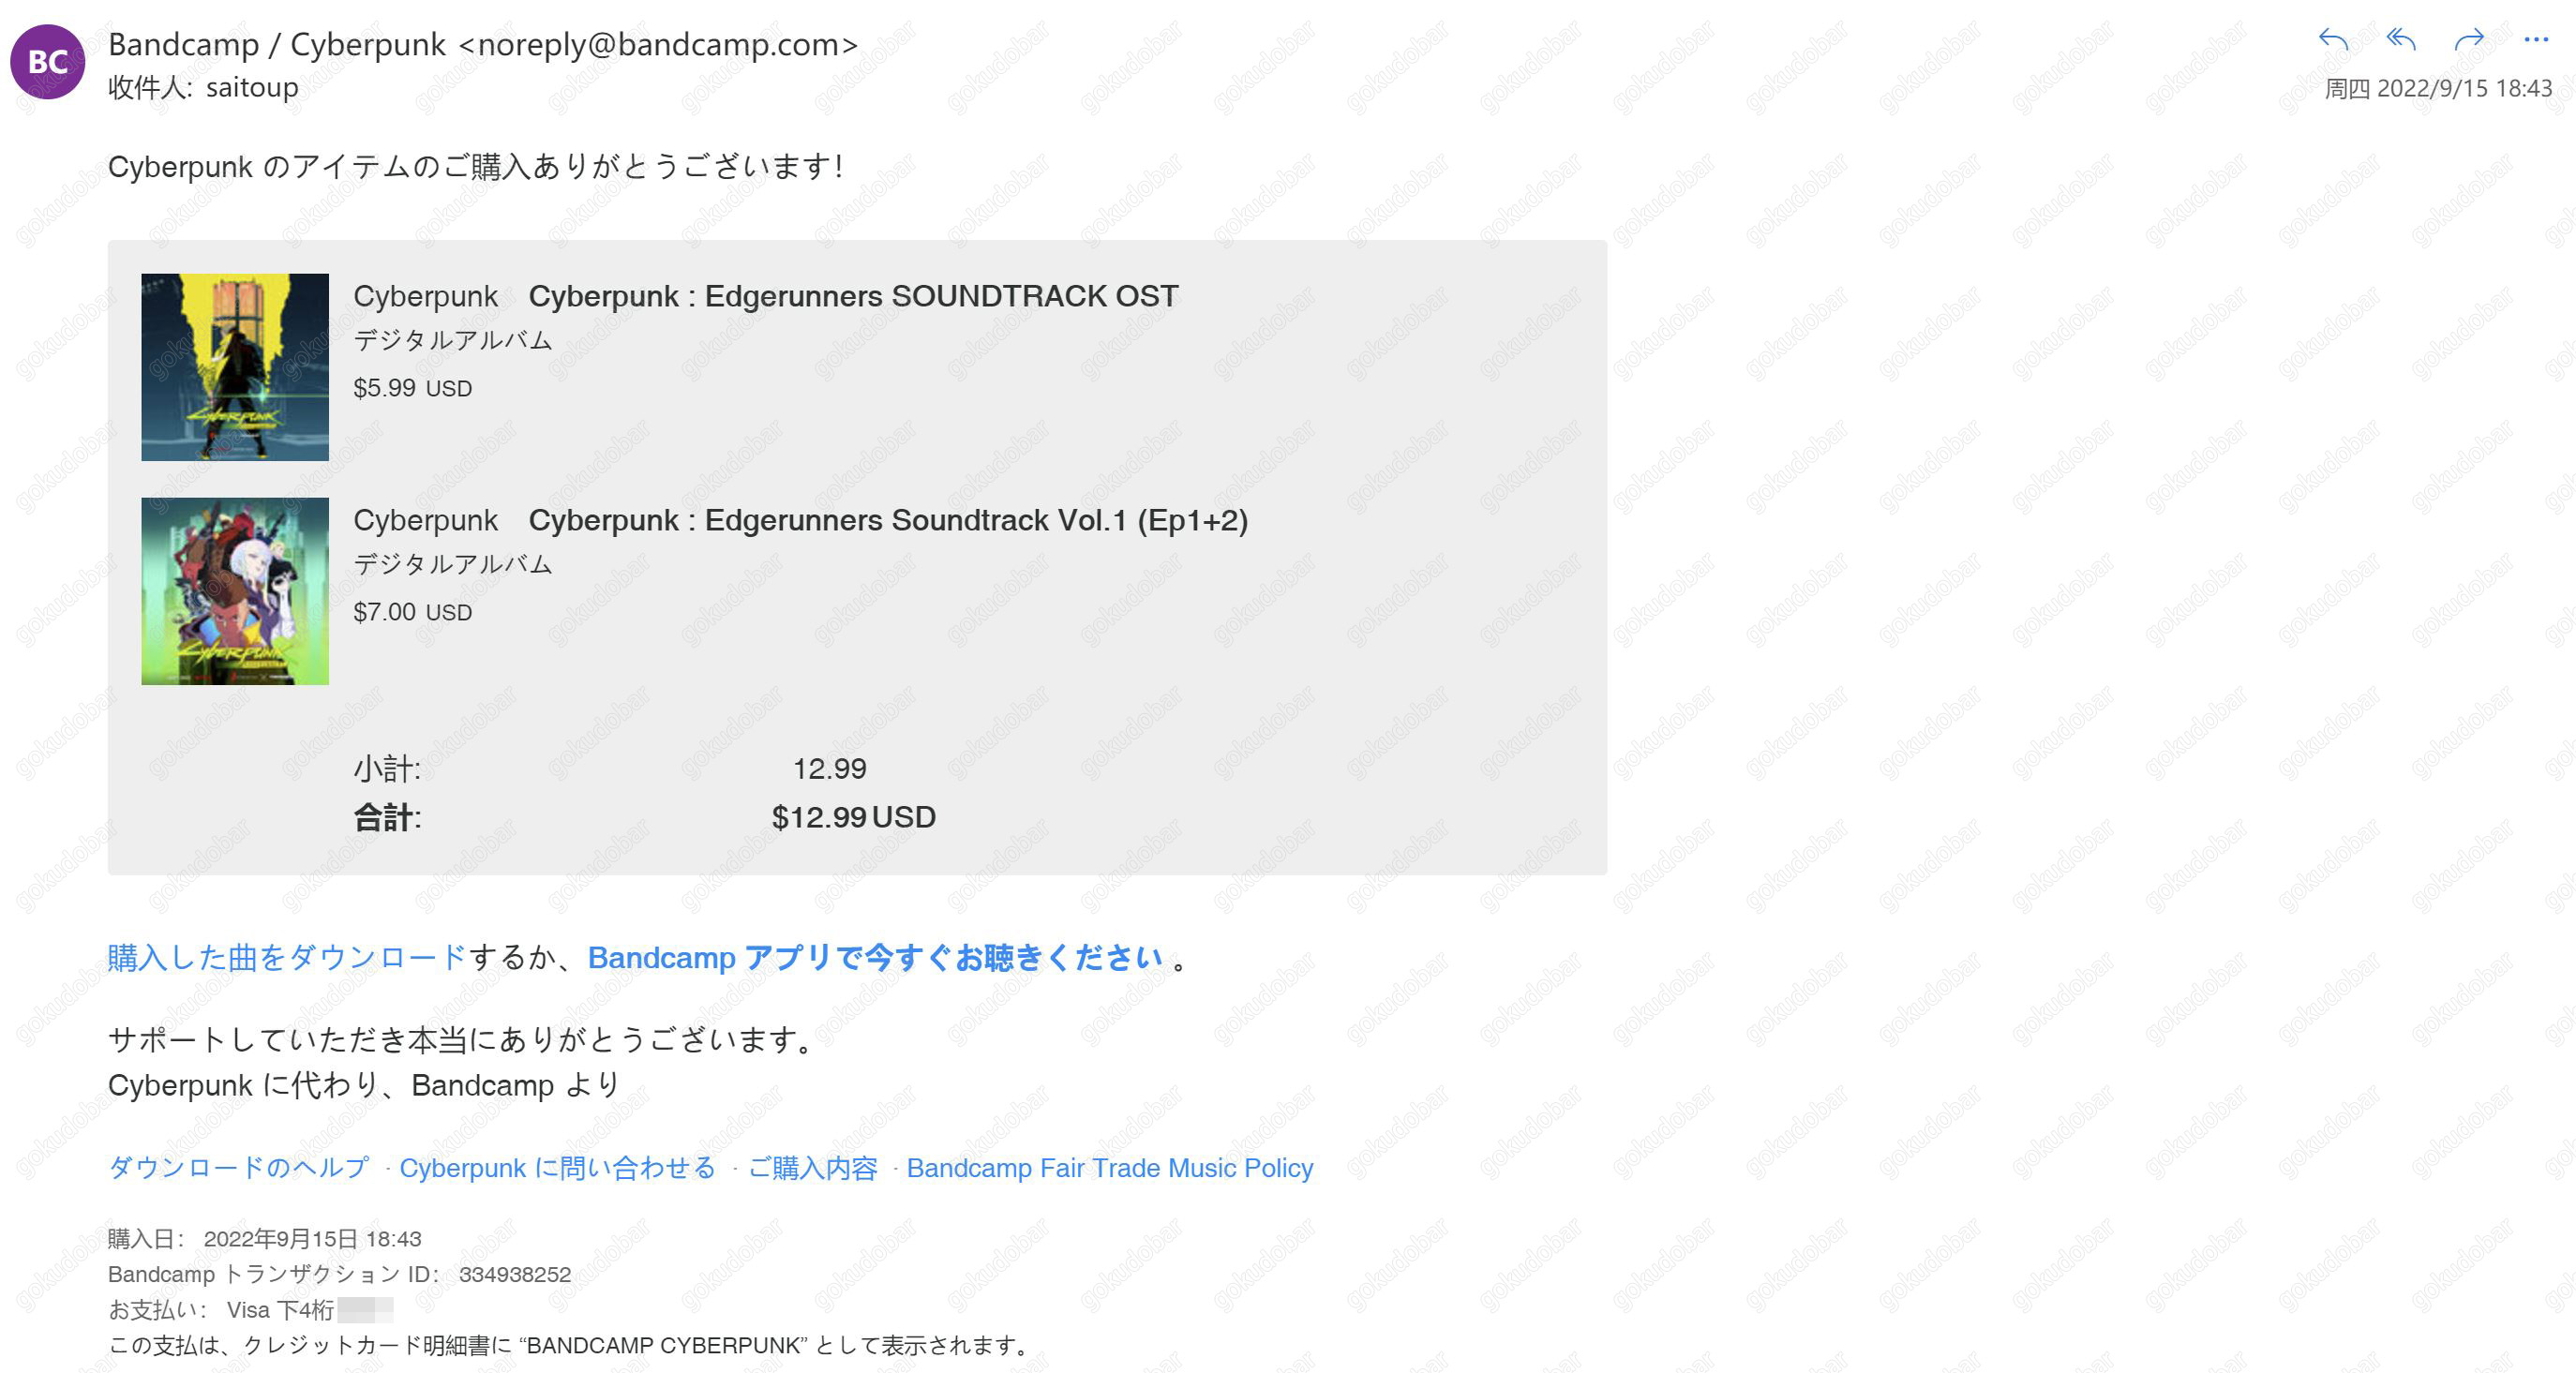 BC
Bandcamp / Cyberpunk <noreply@bandcamp.com>
收件人: saitoup
周四 2022/9/15 18:43
Cyberpunk のアイテムのご購入ありがとうございます!
Cyberpunk Cyberpunk : Edgerunners SOUNDTRACK OST
デジタルアルバム
$5.99 USD
CYBERPUNK
Cyberpunk Cyberpunk : Edgerunners Soundtrack Vol.1 (Ep1+2)
デジタルアルバム
$7.00 USD
CYBERPUNK
小計: 12.99
合計: $12.99 USD
購入した曲をダウンロードするか、Bandcamp アプリで今すぐお聴きください 。
サポートしていただき本当にありがとうございます。
Cyberpunk に代わり、Bandcamp より
ダウンロードのヘルプ · Cyberpunk に問い合わせる · ご購入内容 · Bandcamp Fair Trade Music Policy
購入日: 2022年9月15日 18:43
Bandcamp トランザクション ID: 334938252
お支払い: Visa 下4桁
この支払は、クレジットカード明細書に “BANDCAMP CYBERPUNK” として表示されます。
gokudobar